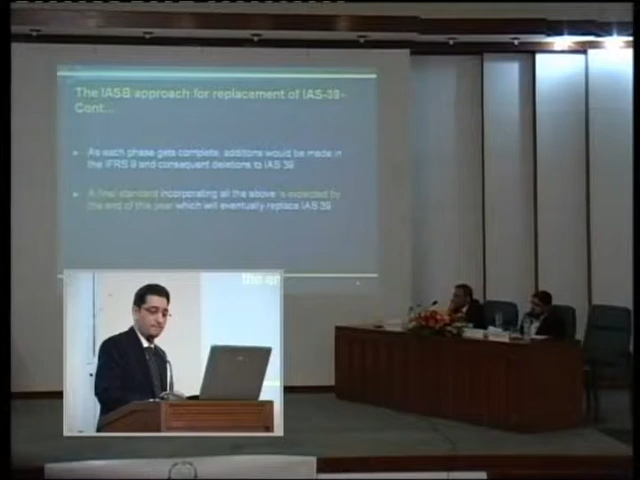 The IASB approach for replacement of IAS-39-
Cont...
As each phase gets complete, additions would be made in
the IFRS 9 and consequent deletions to IAS 39
A final standard incorporating all the above is expected by
the end of this year which will eventually replace IAS 39
the en